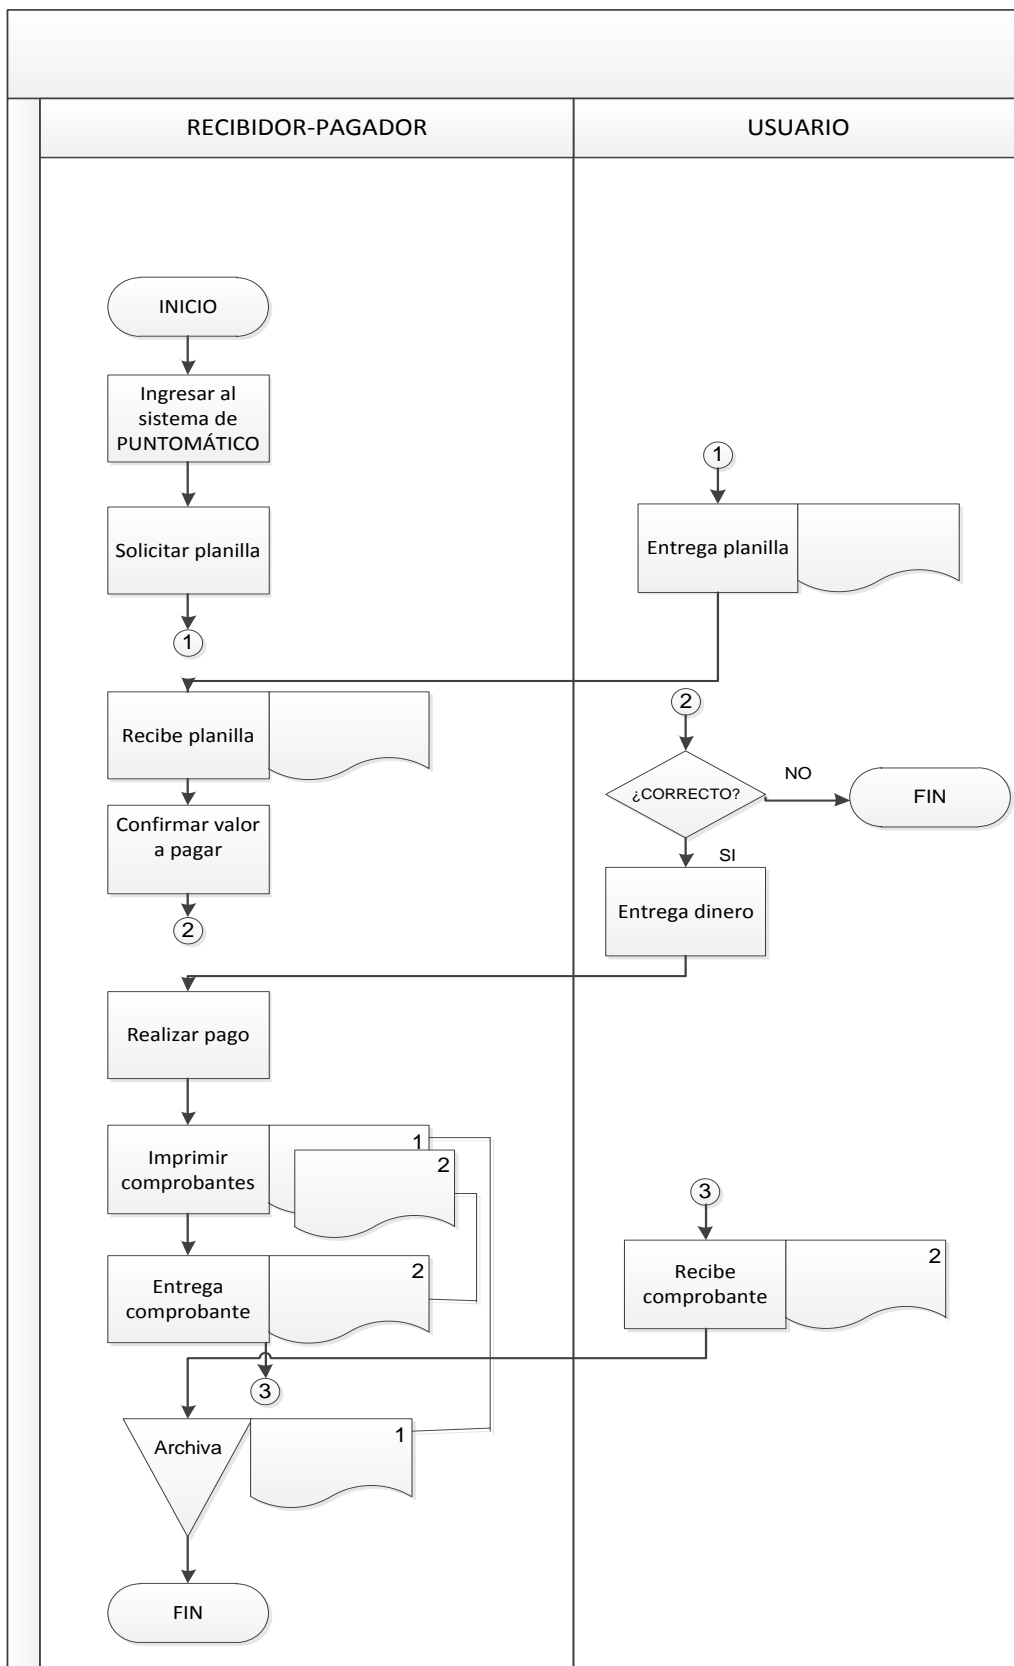 RECIBIDOR-PAGADOR
USUARIO
INICIO
Ingresar al
sistema de
PUNTOMÁTICO
1
Solicitar planilla
Entrega planilla
1
2
Recibe planilla
¿CORRECTO?
NO
FIN
Confirmar valor
a pagar
SI
Entrega dinero
2
Realizar pago
1
2
Imprimir
comprobantes
3
2
Entrega
comprobante
Recibe
comprobante
2
3
Archiva
1
FIN